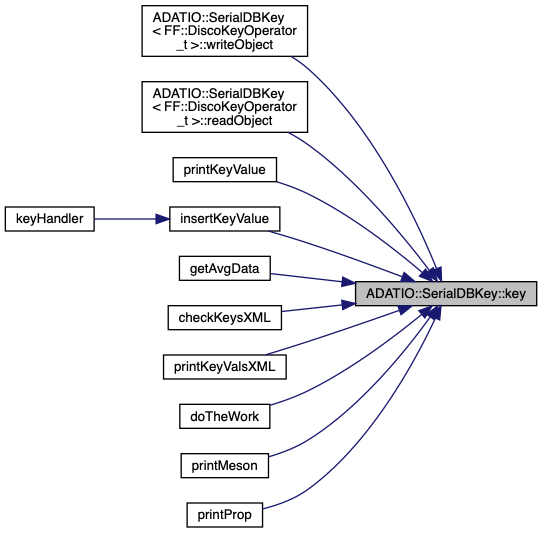 ADATIO::SerialDBKey
< FF::DiscoKeyOperator
_t >::writeObject
ADATIO::SerialDBKey
< FF::DiscoKeyOperator
_t >::readObject
printKeyValue
keyHandler
insertKeyValue
getAvgData
ADATIO::SerialDBKey::key
checkKeysXML
printKeyValsXML
doTheWork
printMeson
printProp